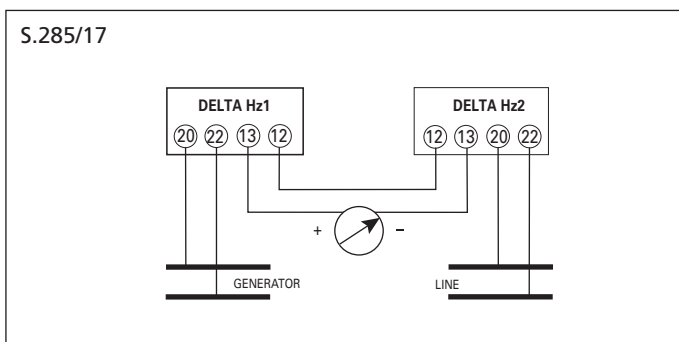 S.285/17
DELTA Hz1
DELTA Hz2
20 22 13 12
12 13 20 22
+ −
GENERATOR
LINE